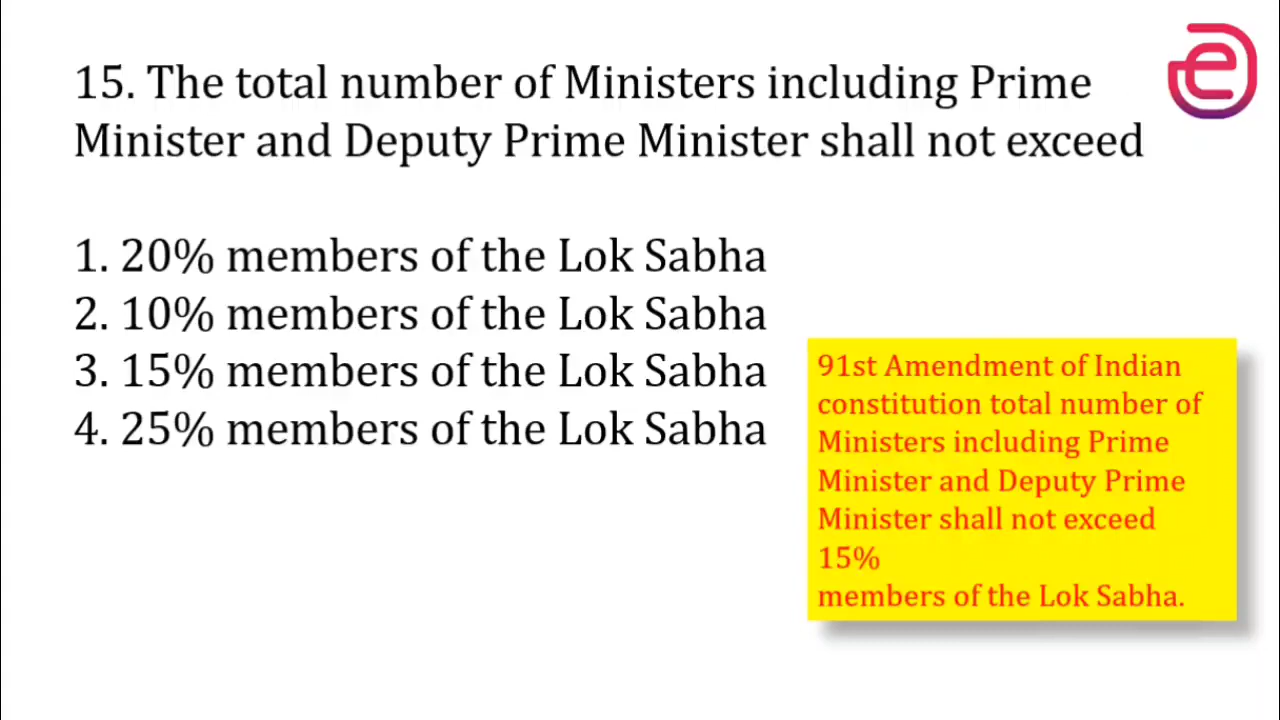 15. The total number of Ministers including Prime
Minister and Deputy Prime Minister shall not exceed
1. 20% members of the Lok Sabha
2. 10% members of the Lok Sabha
3. 15% members of the Lok Sabha
4. 25% members of the Lok Sabha
91st Amendment of Indian
constitution total number of
Ministers including Prime
Minister and Deputy Prime
Minister shall not exceed
15%
members of the Lok Sabha.